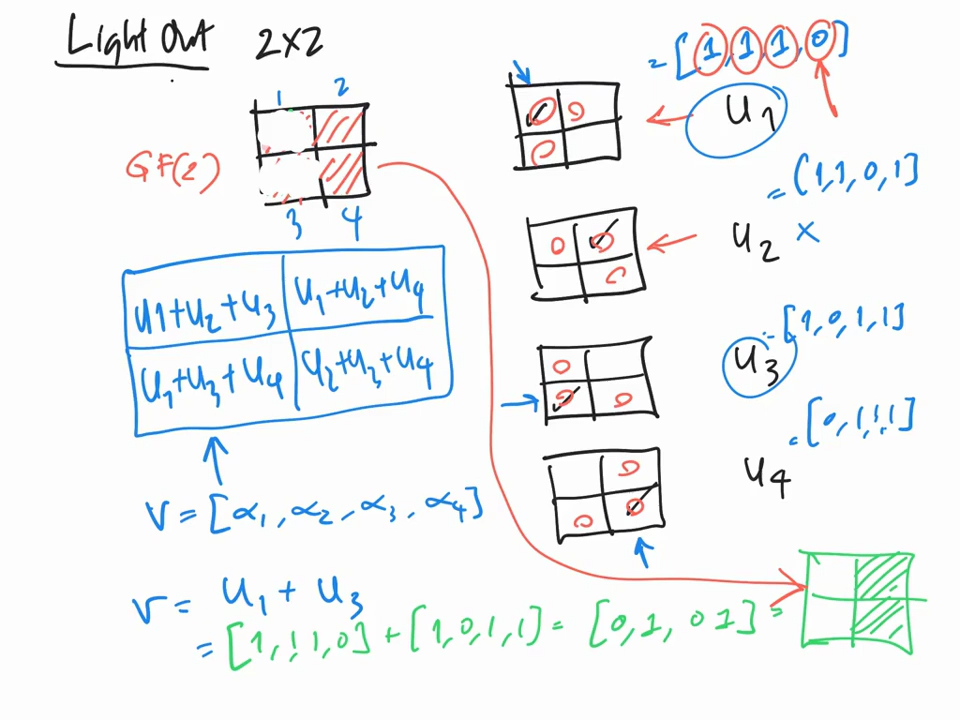 Light Out 2x2
= [1,1,1,0]
1 2
u1
GF(2)
= (1,1,0,1]
3 4
u2 x
u1+u2+u3 u1+u2+u4
= [1,0,1,1]
u3
u1+u3+u4 u2+u3+u4
= [0,1,1,1]
u4
v = [α1, α2, α3, α4]
v = u1 + u3
= [1,1,1,0] + [1,0,1,1] = [0,1,0 1] =